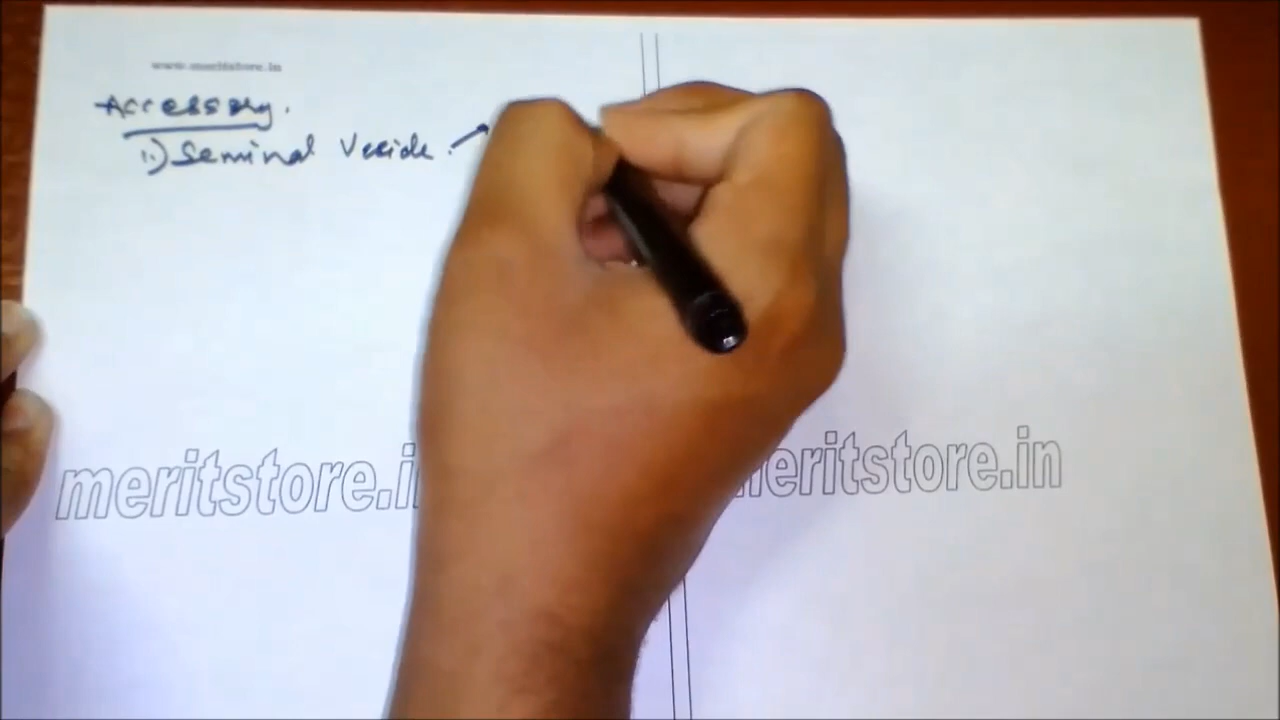 www.meritstore.in
Accessory.
1.) Seminal Vesicle.
meritstore.i
meritstore.in